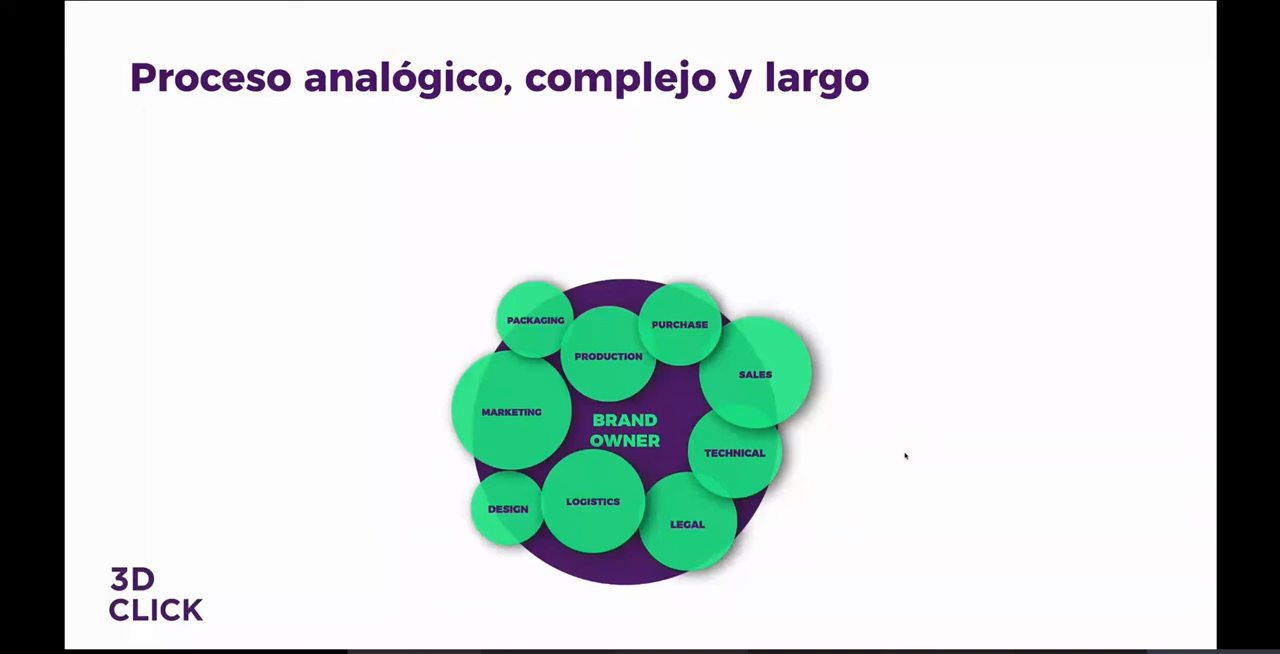 Proceso analógico, complejo y largo
PACKAGING
PRODUCTION
PURCHASE
SALES
MARKETING
BRAND
OWNER
TECHNICAL
DESIGN
LOGISTICS
LEGAL
3D
CLICK